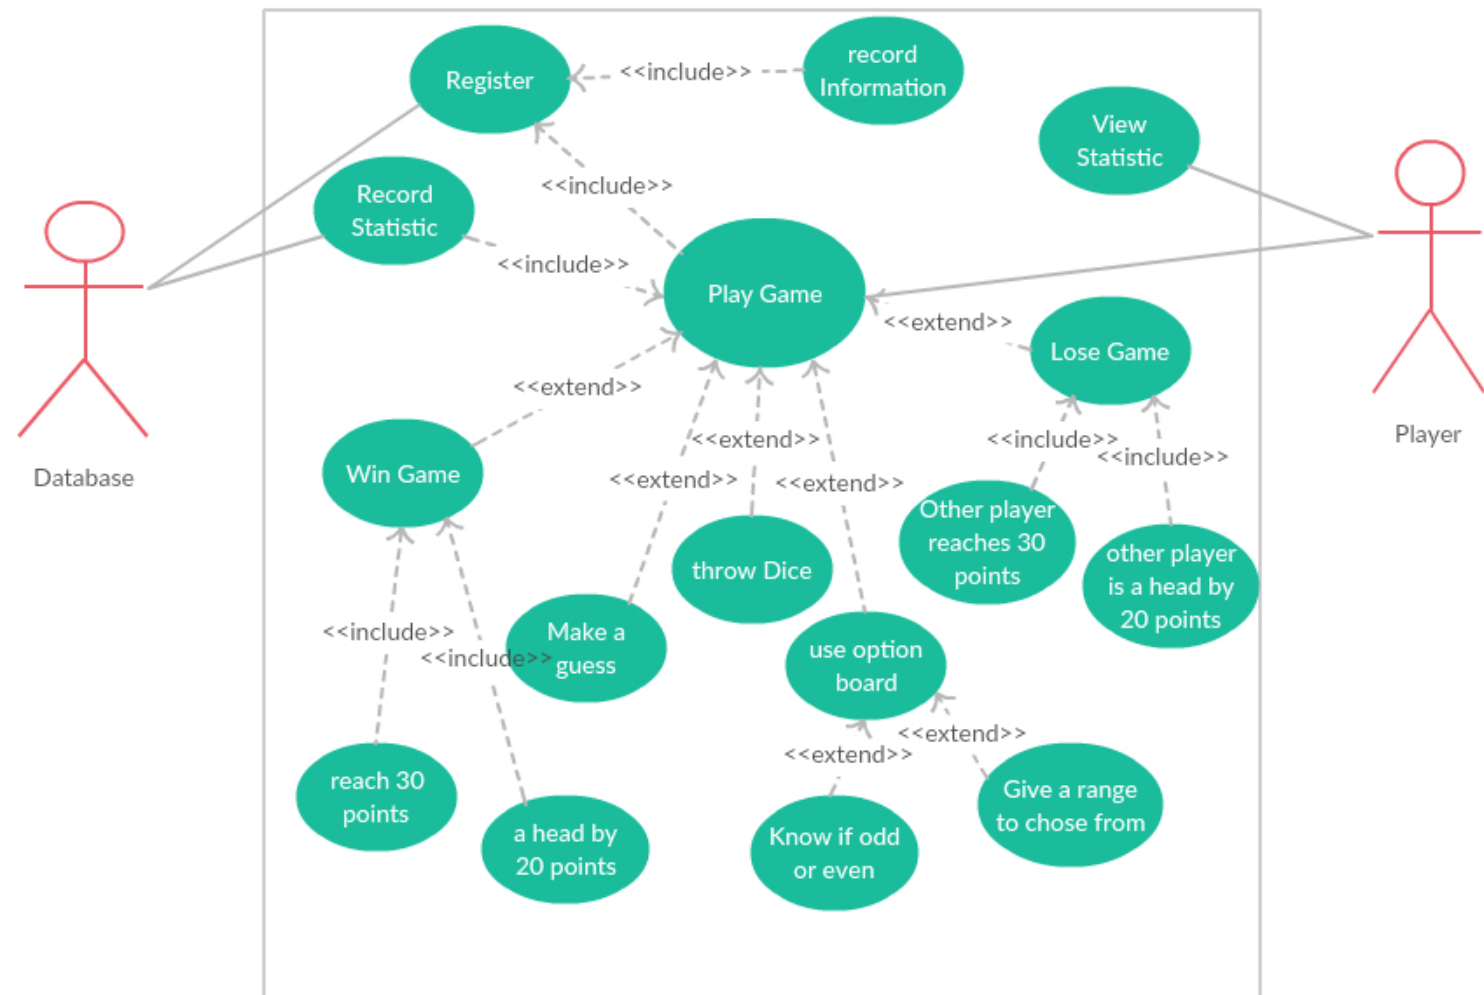 Register
<<include>>
record
Information
View
Statistic
<<include>>
Record
Statistic
<<include>>
Play Game
<<extend>>
Lose Game
<<extend>>
Database
Player
Win Game
<<extend>>
<<extend>>
<<extend>>
<<include>>
<<include>>
Other player
reaches 30
points
other player
is a head by
20 points
throw Dice
Make a
guess
use option
board
<<include>>
<<include>>
<<extend>>
<<extend>>
reach 30
points
a head by
20 points
Know if odd
or even
Give a range
to chose from